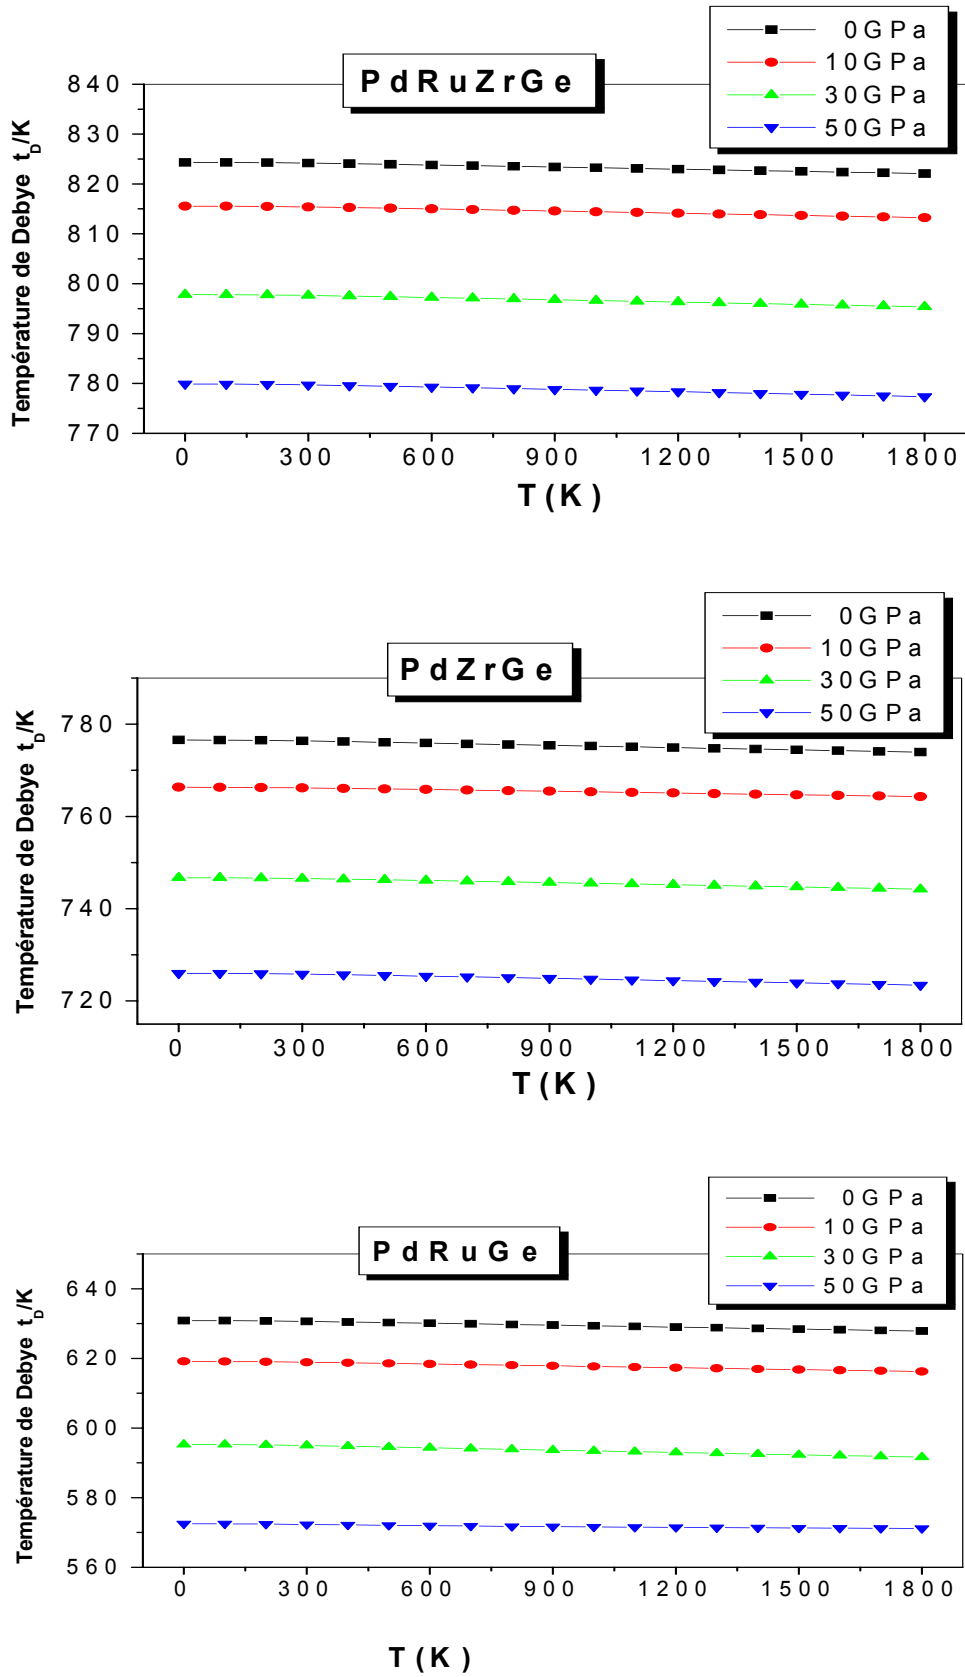 0GPa
10GPa
30GPa
50GPa
PdRuZrGe
Température de Debye t_D/K
840
830
820
810
800
790
780
770
0 300 600 900 1200 1500 1800
T(K)
0GPa
10GPa
30GPa
50GPa
PdZrGe
Température de Debye t_D/K
780
760
740
720
0 300 600 900 1200 1500 1800
T(K)
0GPa
10GPa
30GPa
50GPa
PdRuGe
Température de Debye t_D/K
640
620
600
580
560
0 300 600 900 1200 1500 1800
T(K)